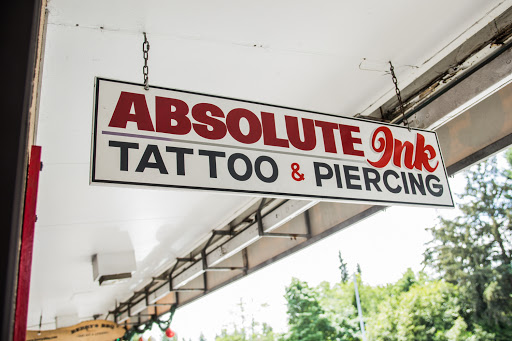 ABSOLUTE Ink
TATTOO & PIERCING